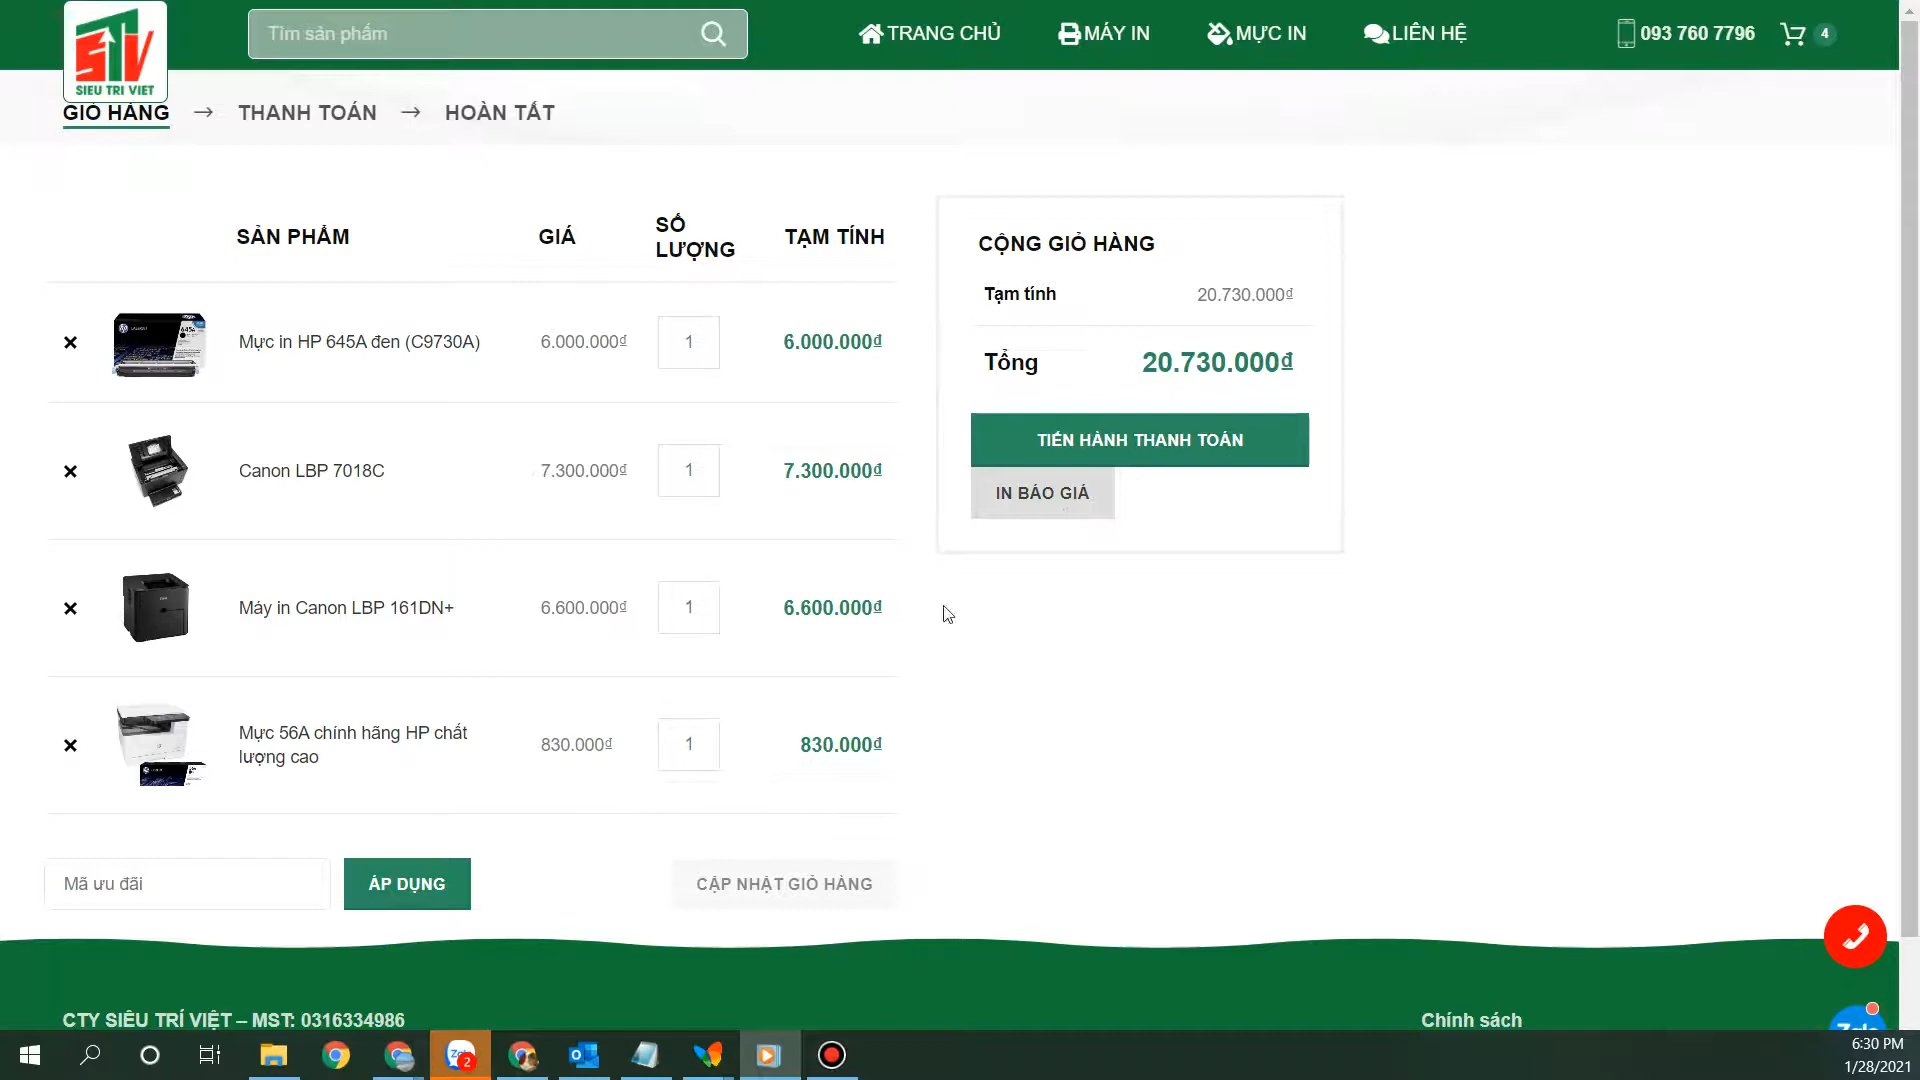 STV
SIEU TRI VIET
Tìm sản phẩm
TRANG CHỦ
MÁY IN
MỰC IN
LIÊN HỆ
093 760 7796
4
GIỎ HÀNG → THANH TOÁN → HOÀN TẤT
SẢN PHẨM
GIÁ
SỐ
LƯỢNG
TẠM TÍNH
Mực in HP 645A đen (C9730A)
6.000.000₫
1
6.000.000₫
Canon LBP 7018C
7.300.000₫
1
7.300.000₫
Máy in Canon LBP 161DN+
6.600.000₫
1
6.600.000₫
Mực 56A chính hãng HP chất
lượng cao
830.000₫
1
830.000₫
Mã ưu đãi
ÁP DỤNG
CẬP NHẬT GIỎ HÀNG
CỘNG GIỎ HÀNG
Tạm tính
20.730.000₫
Tổng
20.730.000₫
TIẾN HÀNH THANH TOÁN
IN BÁO GIÁ
CTY SIÊU TRÍ VIỆT – MST: 0316334986
Chính sách
Zalo
2
6:30 PM
1/28/2021